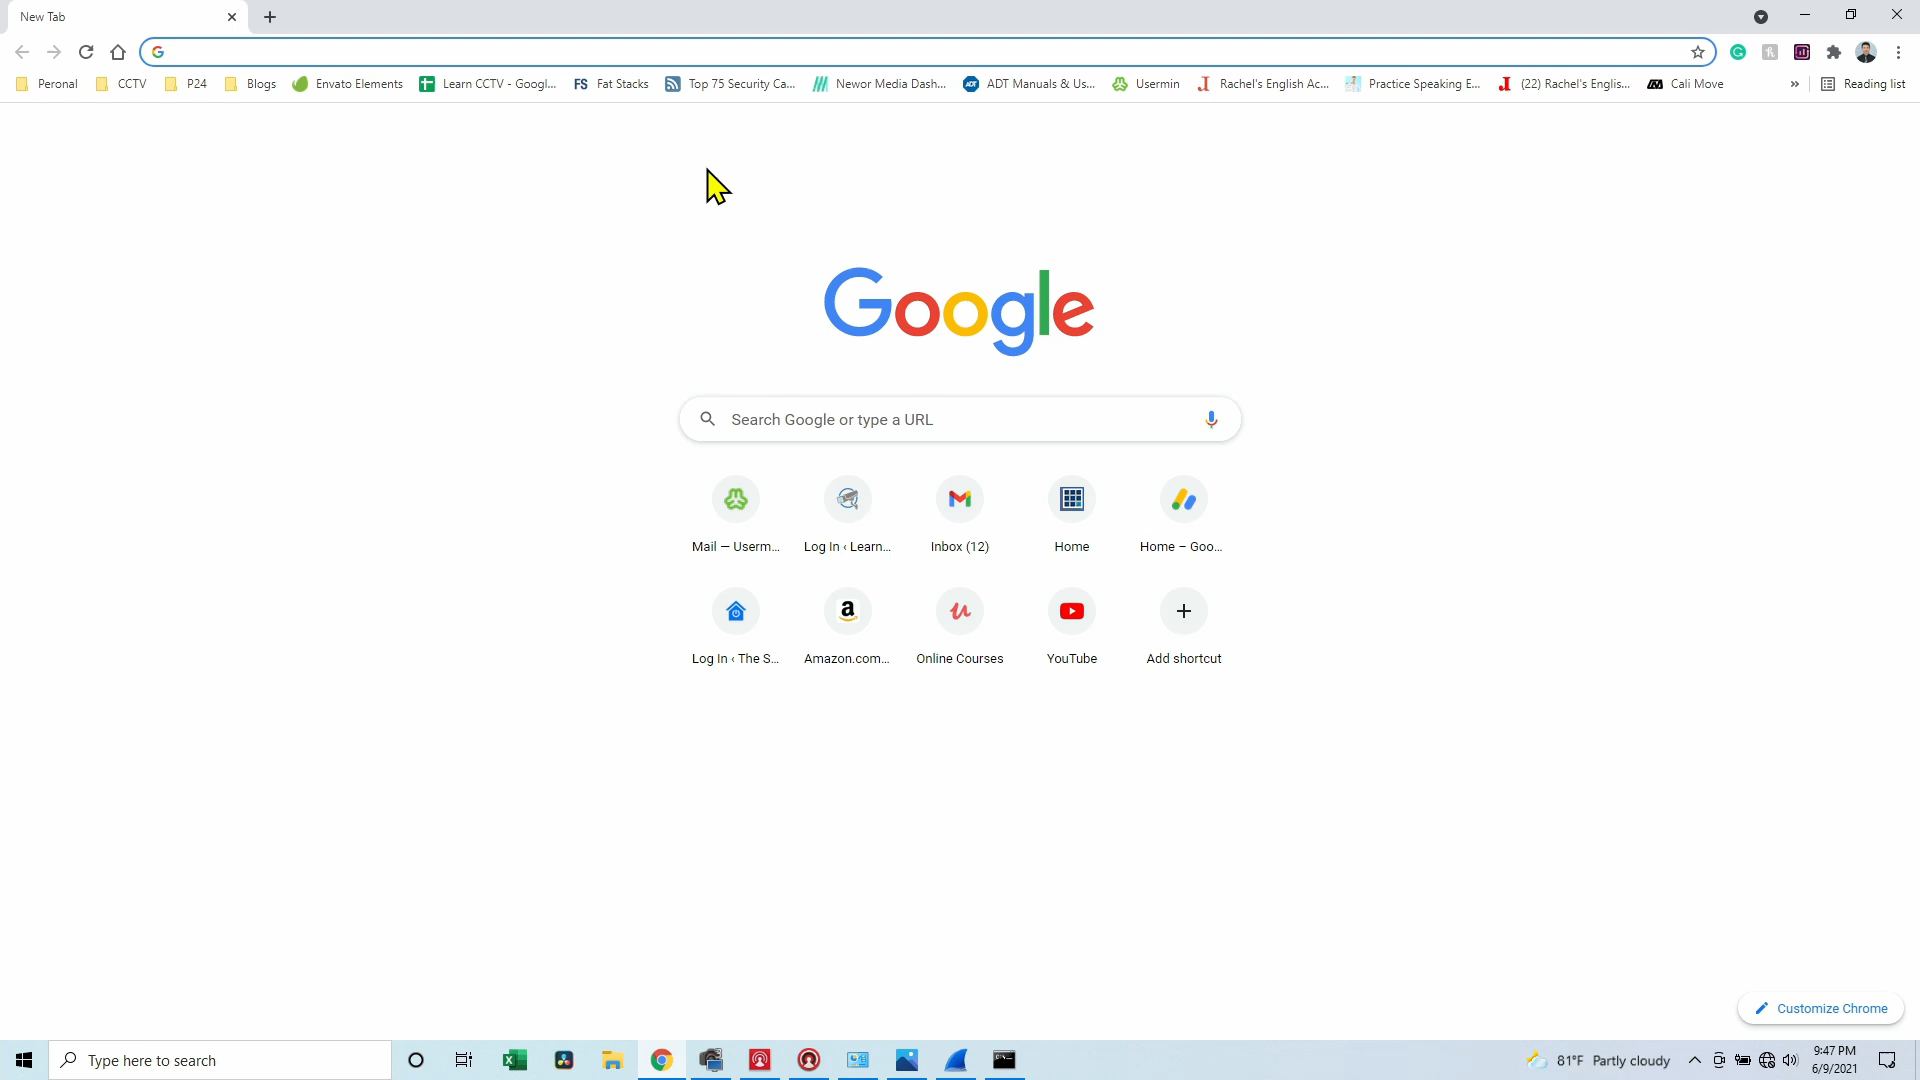 New Tab
Peronal
CCTV
P24
Blogs
Envato Elements
Learn CCTV - Googl...
FS Fat Stacks
Top 75 Security Ca...
Newor Media Dash...
ADT ADT Manuals & Us...
Usermin
Rachel's English Ac...
Practice Speaking E...
(22) Rachel's Englis...
Cali Move
»
Reading list
Google
Search Google or type a URL
Mail — Userm...
Log In ‹ Learn...
Inbox (12)
Home
Home – Goo...
Log In ‹ The S...
Amazon.com...
Online Courses
YouTube
Add shortcut
Customize Chrome
Type here to search
81°F Partly cloudy
9:47 PM
6/9/2021